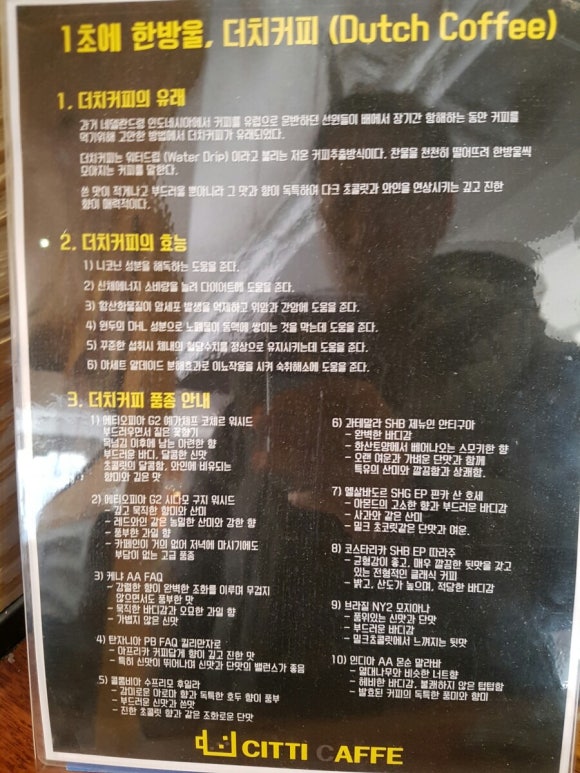 1초에 한방울, 더치커피 (Dutch Coffee)
1. 더치커피의 유래
과거 네덜란드령 인도네시아에서 커피를 유럽으로 운반하던 선원들이 배에서 장기간 항해하는 동안 커피를
먹기위해 고안한 방법에서 더치커피가 유래되었다.
더치커피는 워터드립 (Water Drip) 이라고 불리는 저온 커피추출방식이다. 찬물을 천천히 떨어뜨려 한방울씩
모아지는 커피를 말한다.
쓴 맛이 적게나고 부드러울 뿐아니라 그 맛과 향이 독특하여 다크 초콜릿과 와인을 연상시키는 깊고 진한
향이 매력적이다.
2. 더치커피의 효능
1) 니코닌 성분을 해독하는 도움을 준다.
2) 신체에너지 소비량을 늘려 다이어트에 도움을 준다.
3) 항산화물질이 암세포 발생을 억제하고 위암과 간암에 도움을 준다.
4) 원두의 DHL 성분으로 노폐물이 동맥에 쌓이는 것을 막는데 도움을 준다.
5) 꾸준한 섭취시 체내의 혈당수치를 정상으로 유지시키는데 도움을 준다.
6) 아세트 알데이드 분해효과로 이뇨작용을 시켜 숙취해소에 도움을 준다.
3. 더치커피 품종 안내
1) 에티오피아 G2 예가체프 코체르 워시드
부드러우면서 짙은 꽃향기
목넘김 이후에 남는 아련한 향
부드러운 바디, 달콤한 신맛
초콜릿의 달콤함, 와인에 비유되는
향미와 깊은 맛
2) 에티오피아 G2 시다모 구지 워시드
- 깊고 묵직한 향미와 산미
- 레드와인 같은 농밀한 산미와 강한 향
- 풍부한 과일 향
- 카페인이 거의 없어 저녁에 마시기에도
부담이 없는 고급 품종
3) 케냐 AA FAQ
- 강렬한 향이 완벽한 조화를 이루며 무겁지
않으면서도 풍부한 맛
- 묵직한 바디감과 오묘한 과일 향
- 가볍지 않은 신맛
4) 탄자니아 PB FAQ 킬리만자로
- 아프리카 커피답게 향이 깊고 진한 맛
- 특히 신맛이 뛰어나며 신맛과 단맛의 밸런스가 좋음
5) 콜롬비아 수프리모 후일라
- 감미로운 아로마 향과 독특한 호두 향이 풍부
- 부드러운 신맛과 쓴맛
- 진한 초콜릿 향과 같은 조화로운 단맛
6) 과테말라 SHB 제뉴인 안티구아
- 완벽한 바디감
- 화산토양에서 베어나오는 스모키한 향
- 오랜 여운과 가벼운 단맛과 함께
특유의 산미와 깔끔함과 상쾌함.
7) 엘살바도르 SHG EP 핀카 산 호세
- 아몬드의 고소한 향과 부드러운 바디감
- 사과와 같은 산미
- 밀크 초코릿같은 단맛과 여운.
8) 코스타리카 SHB EP 따라주
- 균형감이 좋고, 매우 깔끔한 뒷맛을 갖고
있는 전형적인 클래식 커피
- 밝고, 산도가 높으며, 적당한 바디감
9) 브라질 NY2 모지아나
- 품위있는 신맛과 단맛
- 부드러운 바디감
- 밀크초콜릿에서 느껴지는 뒷맛
10) 인디아 AA 몬순 말라바
- 열대나무와 비슷한 너트향
- 헤비한 바디감, 불쾌하지 않은 텁텁함
- 발효된 커피의 독특한 풍미와 향미
CITTI CAFFE